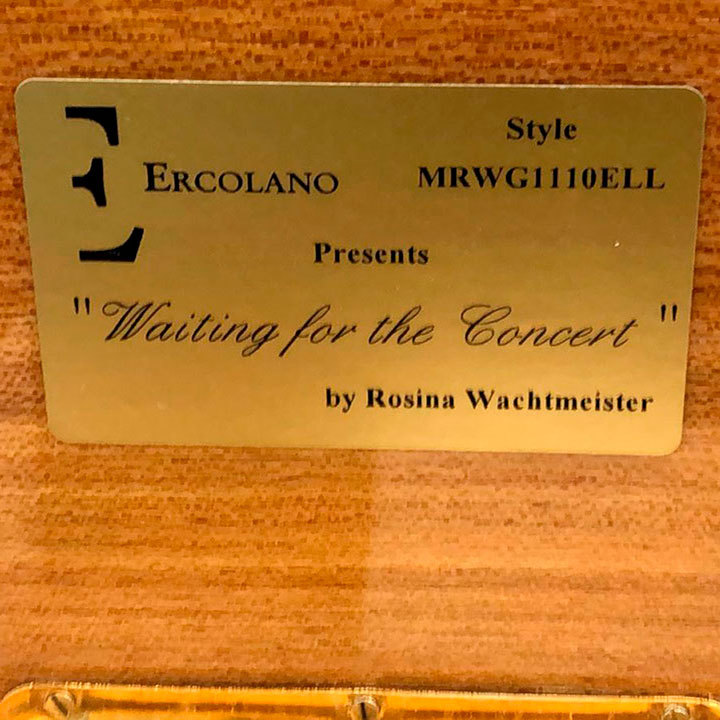 Style
E ERCOLANO MRWG1110ELL
Presents
"Waiting for the Concert"
by Rosina Wachtmeister